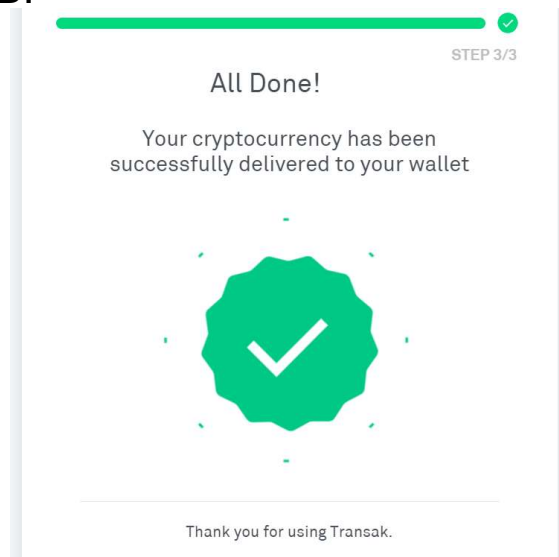 STEP 3/3
All Done!
Your cryptocurrency has been
successfully delivered to your wallet
Thank you for using Transak.